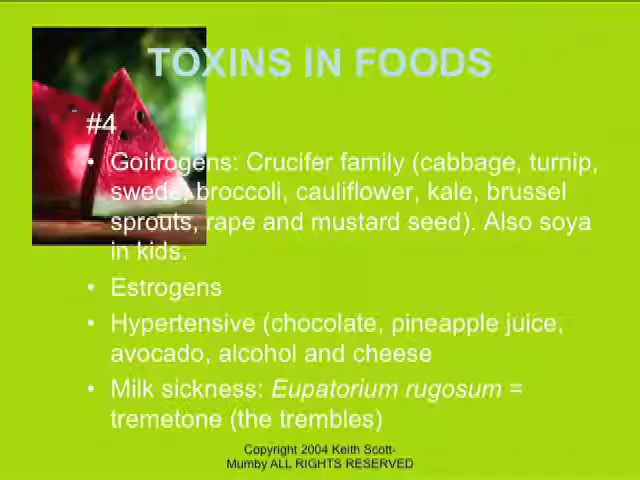 TOXINS IN FOODS
#4
• Goitrogens: Crucifer family (cabbage, turnip,
swede, broccoli, cauliflower, kale, brussel
sprouts, rape and mustard seed). Also soya
in kids.
• Estrogens
• Hypertensive (chocolate, pineapple juice,
avocado, alcohol and cheese
• Milk sickness: Eupatorium rugosum =
tremetone (the trembles)
Copyright 2004 Keith Scott-
Mumby ALL RIGHTS RESERVED